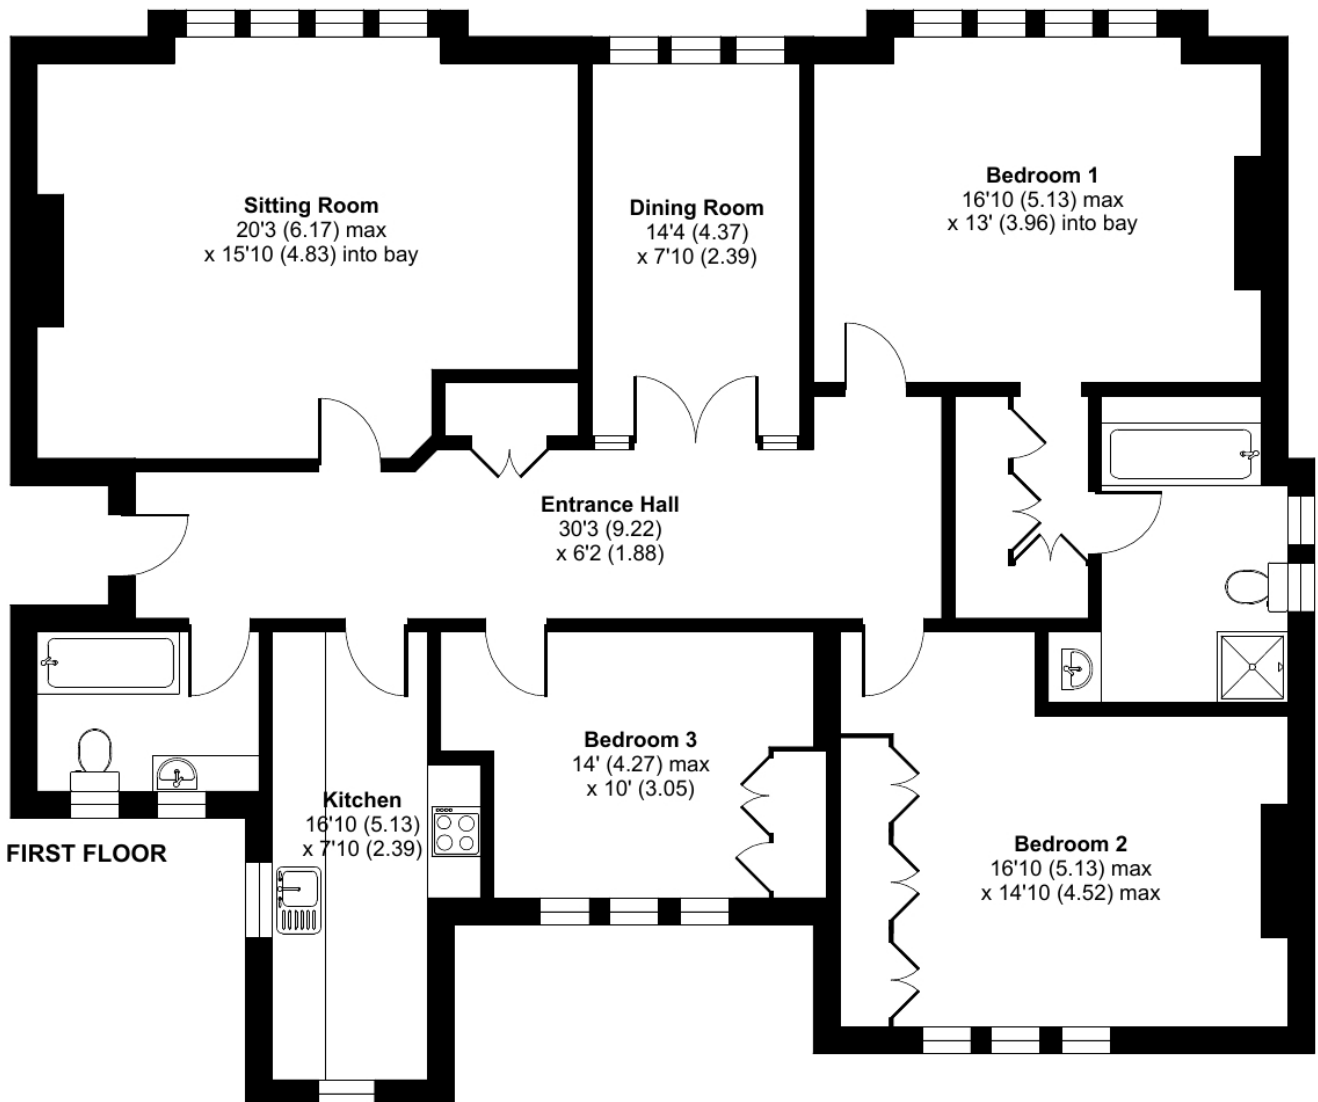 Sitting Room
20'3 (6.17) max
x 15'10 (4.83) into bay
Dining Room
14'4 (4.37)
x 7'10 (2.39)
Bedroom 1
16'10 (5.13) max
x 13' (3.96) into bay
Entrance Hall
30'3 (9.22)
x 6'2 (1.88)
Bedroom 3
14' (4.27) max
x 10' (3.05)
Kitchen
16'10 (5.13)
x 7'10 (2.39)
FIRST FLOOR
Bedroom 2
16'10 (5.13) max
x 14'10 (4.52) max